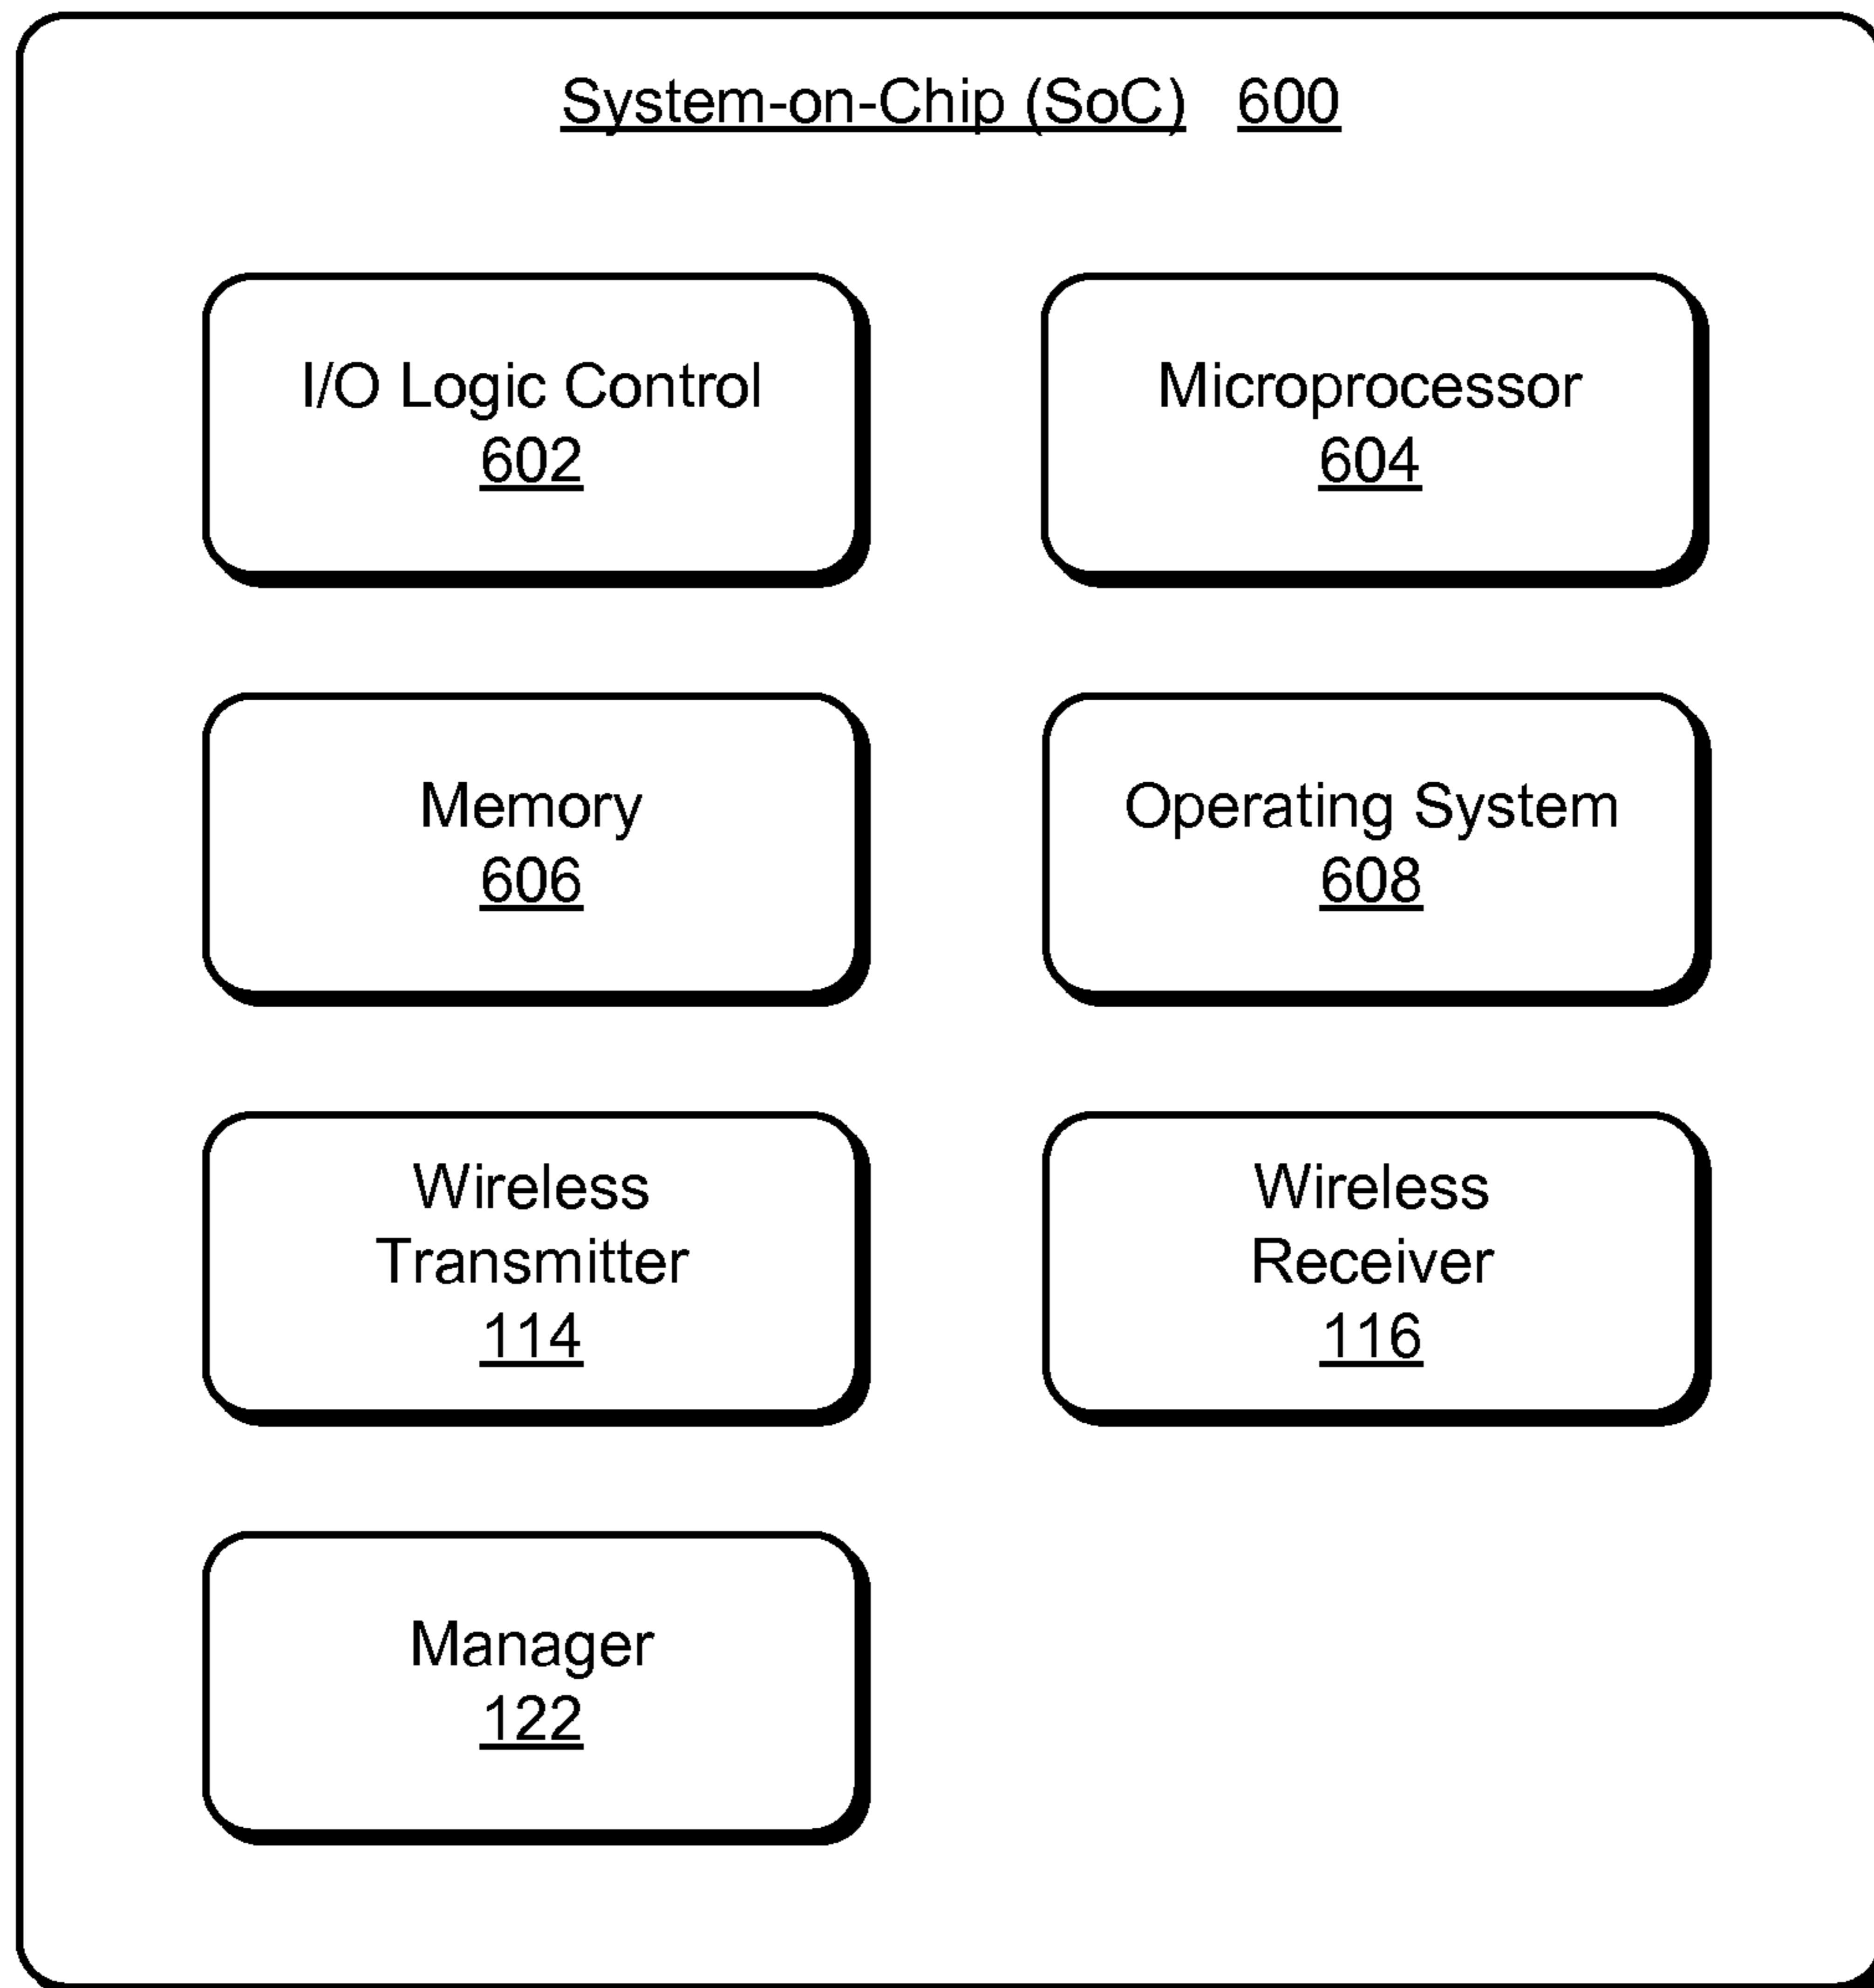 System-on-Chip (SoC) 600
I/O Logic Control
602
Microprocessor
604
Memory
606
Operating System
608
Wireless
Transmitter
114
Wireless
Receiver
116
Manager
122